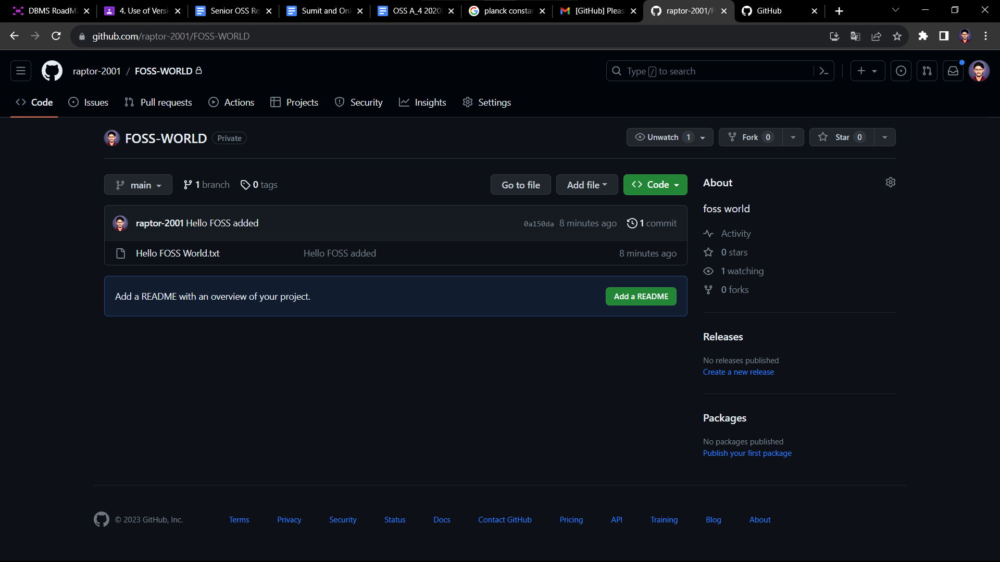 DBMS RoadMa
4. Use of Versi
Senior OSS Re
Sumit and Onk
OSS A_4 2020
planck constan
[GitHub] Pleas
raptor-2001/F
GitHub
github.com/raptor-2001/FOSS-WORLD
raptor-2001 / FOSS-WORLD
Type / to search
Code
Issues
Pull requests
Actions
Projects
Security
Insights
Settings
FOSS-WORLD Private
Unwatch 1
Fork 0
Star 0
main
1 branch
0 tags
Go to file
Add file
Code
raptor-2001 Hello FOSS added
0a150da 8 minutes ago
1 commit
Hello FOSS World.txt
Hello FOSS added
8 minutes ago
Add a README with an overview of your project.
Add a README
About
foss world
Activity
0 stars
1 watching
0 forks
Releases
No releases published
Create a new release
Packages
No packages published
Publish your first package
© 2023 GitHub, Inc.
Terms
Privacy
Security
Status
Docs
Contact GitHub
Pricing
API
Training
Blog
About